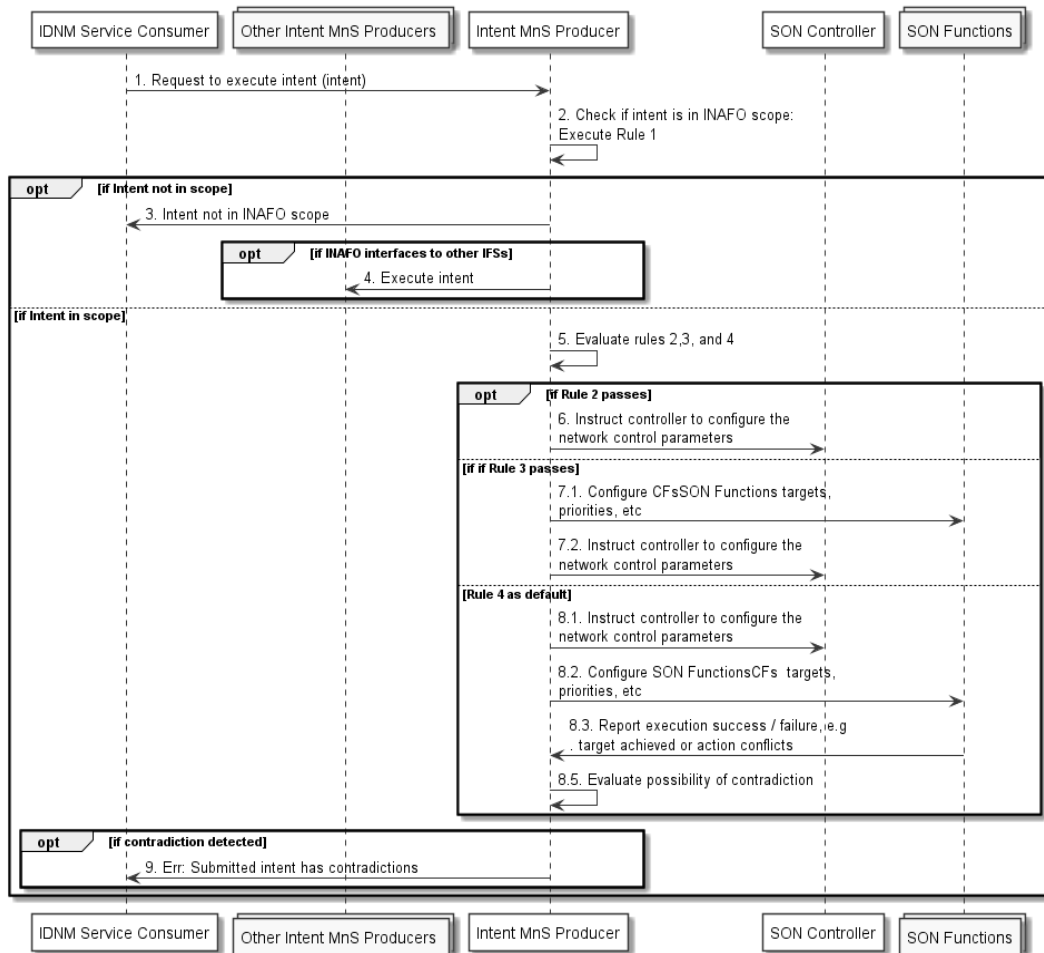 IDNM Service Consumer
Other Intent MnS Producers
Intent MnS Producer
SON Controller
SON Functions
1. Request to execute intent (intent)
2. Check if intent is in INAFO scope:
Execute Rule 1
opt
[if Intent not in scope]
3. Intent not in INAFO scope
opt
[if INAFO interfaces to other IFSs]
4. Execute intent
[if Intent in scope]
5. Evaluate rules 2,3, and 4
opt
[if Rule 2 passes]
6. Instruct controller to configure the
network control parameters
[if if Rule 3 passes]
7.1. Configure CFsSON Functions targets,
priorities, etc
7.2. Instruct controller to configure the
network control parameters
[Rule 4 as default]
8.1. Instruct controller to configure the
network control parameters
8.2. Configure SON FunctionsCFs  targets,
priorities, etc
8.3. Report execution success / failure, e.g
. target achieved or action conflicts
8.5. Evaluate possibility of contradiction
opt
[if contradiction detected]
9. Err: Submitted intent has contradictions
IDNM Service Consumer
Other Intent MnS Producers
Intent MnS Producer
SON Controller
SON Functions